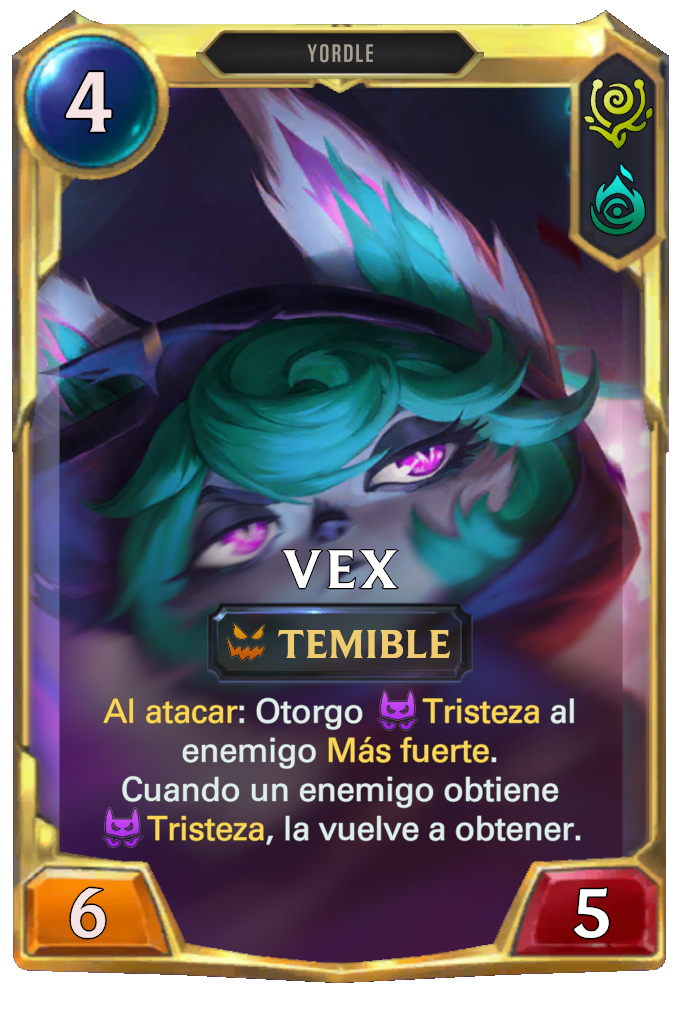 YORDLE
4
VEX
TEMIBLE
Al atacar: Otorgo Tristeza al
enemigo Más fuerte.
Cuando un enemigo obtiene
Tristeza, la vuelve a obtener.
6
5